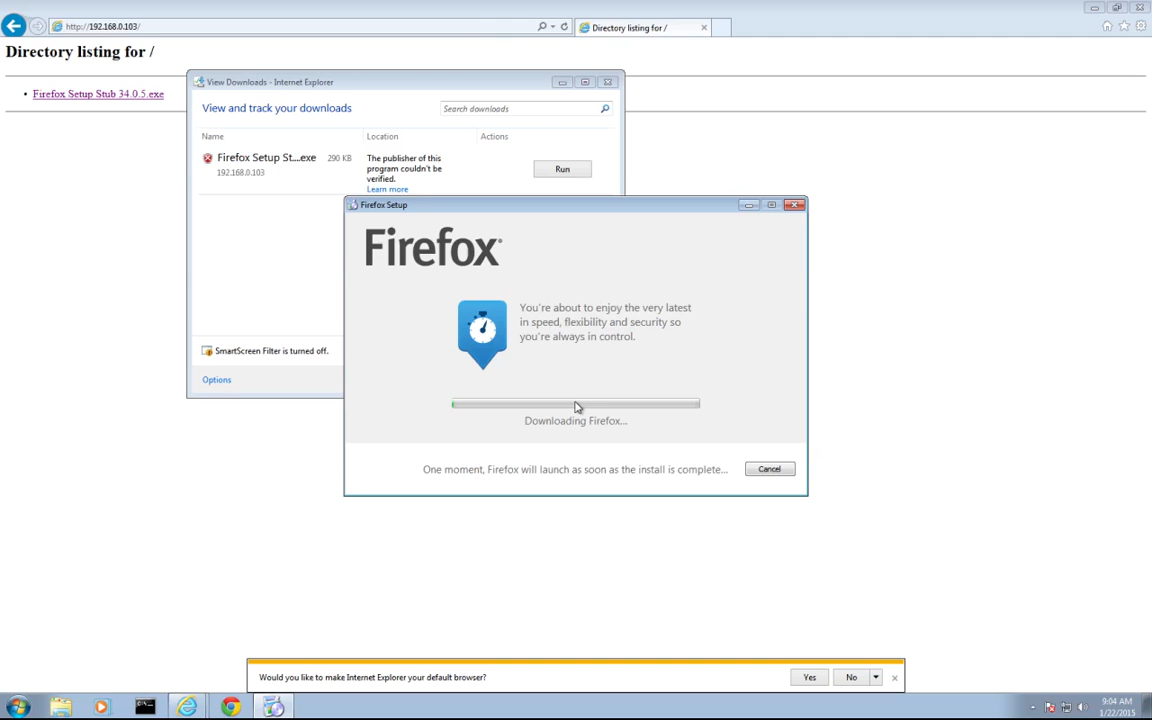 http://192.168.0.103/
Directory listing for /
Directory listing for /
Firefox Setup Stub 34.0.5.exe
View Downloads - Internet Explorer
View and track your downloads
Search downloads
Name
Location
Actions
Firefox Setup St....exe
290 KB
192.168.0.103
The publisher of this
program couldn't be
verified.
Learn more
Run
Firefox Setup
Firefox®
You're about to enjoy the very latest
in speed, flexibility and security so
you're always in control.
Downloading Firefox...
One moment, Firefox will launch as soon as the install is complete...
Cancel
SmartScreen Filter is turned off.
Options
Would you like to make Internet Explorer your default browser?
Yes
No
9:04 AM
1/22/2015